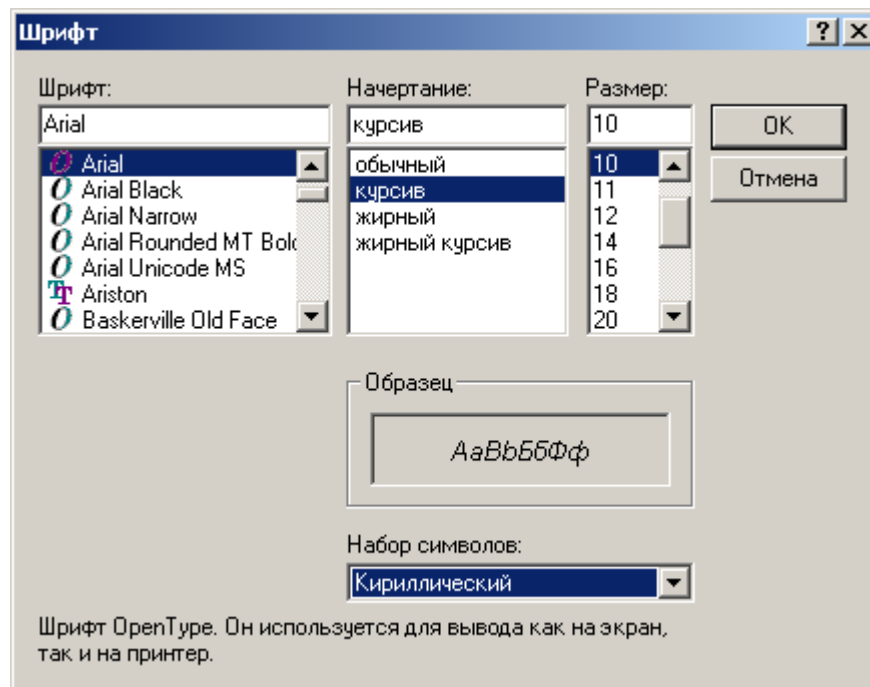 Шрифт
Шрифт:
Начертание:
Размер:
Arial
курсив
10
OK
Отмена
Arial
Arial Black
Arial Narrow
Arial Rounded MT Bold
Arial Unicode MS
Ariston
Baskerville Old Face
обычный
курсив
жирный
жирный курсив
10
11
12
14
16
18
20
Образец
АаBbБбФф
Набор символов:
Кириллический
Шрифт OpenType. Он используется для вывода как на экран,
так и на принтер.